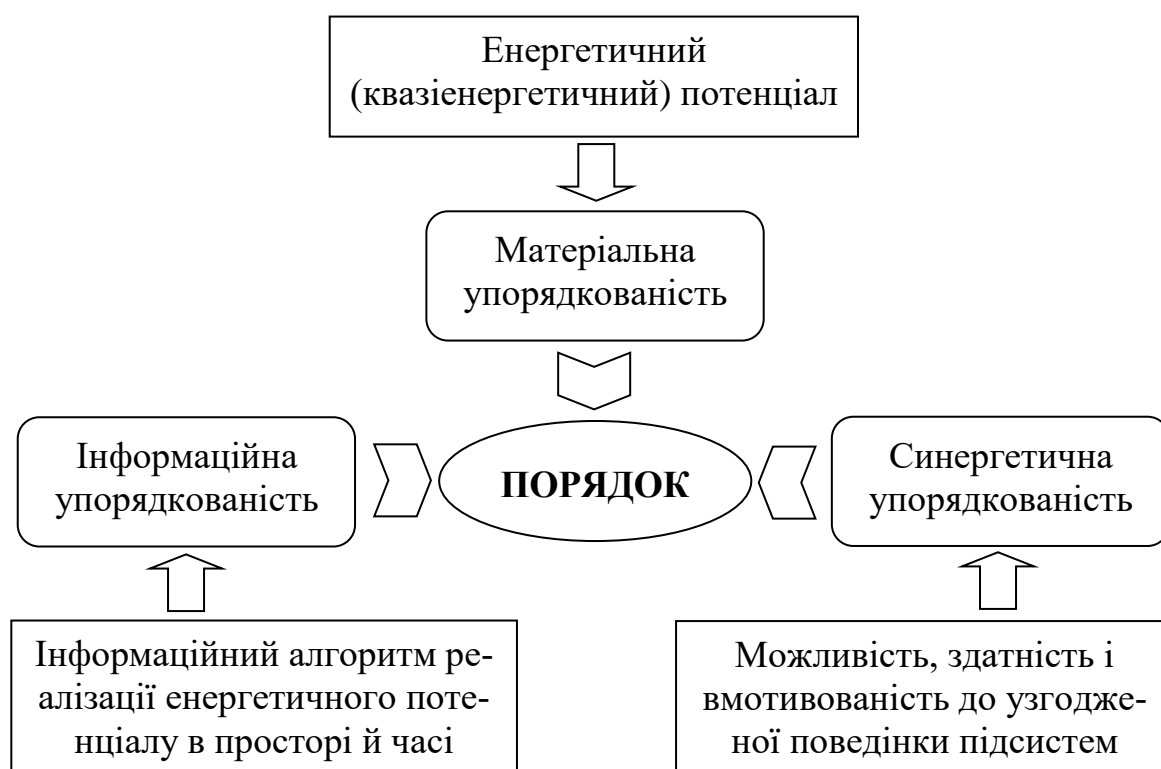 Енергетичний
(квазіенергетичний) потенціал
Матеріальна
упорядкованість
Інформаційна
упорядкованість
ПОРЯДОК
Синергетична
упорядкованість
Інформаційний алгоритм ре-
алізації енергетичного поте-
нціалу в просторі й часі
Можливість, здатність і
вмотивованість до узгодже-
ної поведінки підсистем